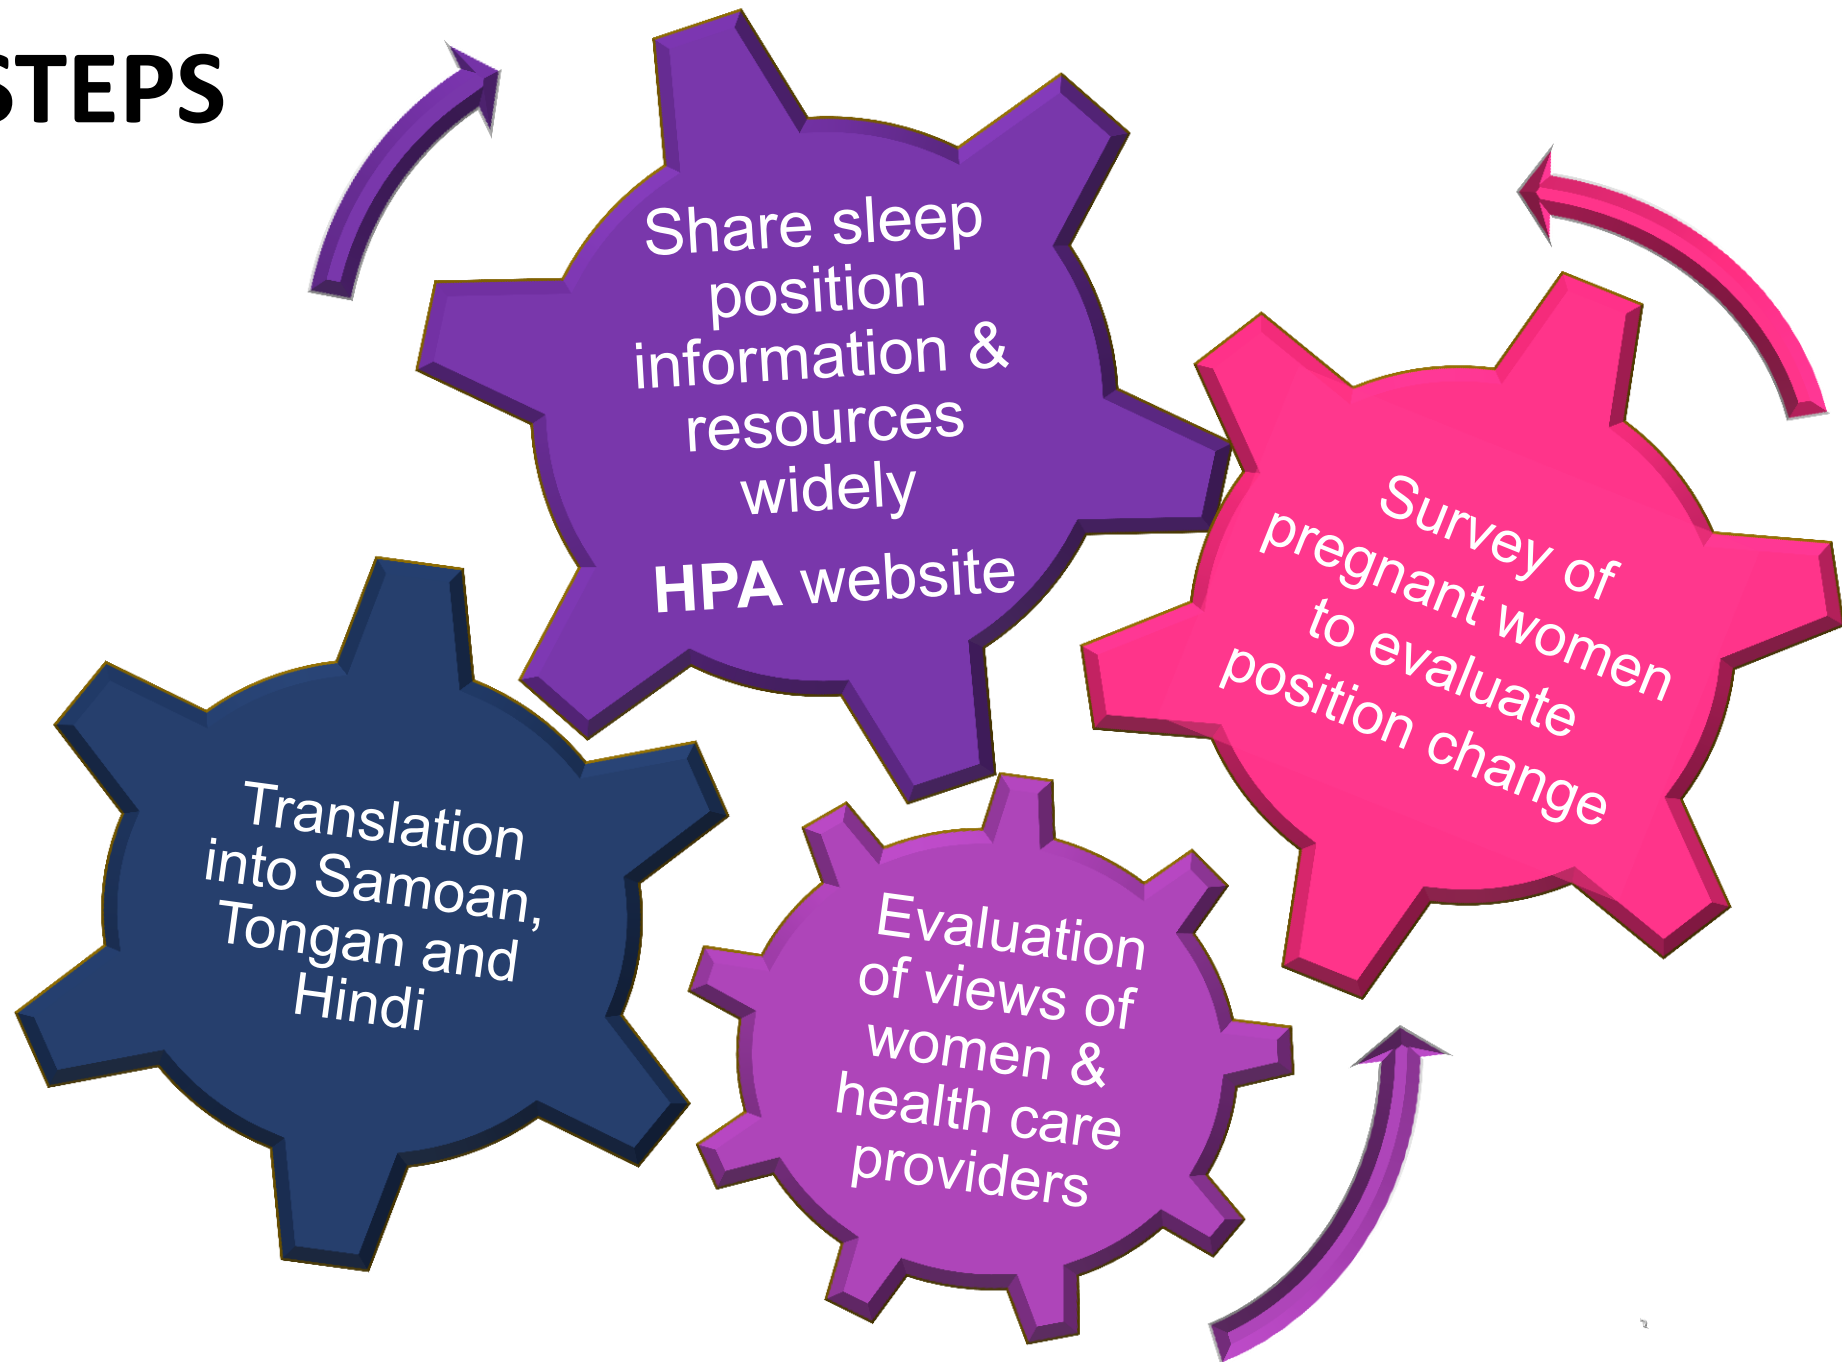 STEPS
Share sleep
position
information &
resources
widely
HPA website
Survey of
pregnant women
to evaluate
position change
Translation
into Samoan,
Tongan and
Hindi
Evaluation
of views of
women &
health care
providers